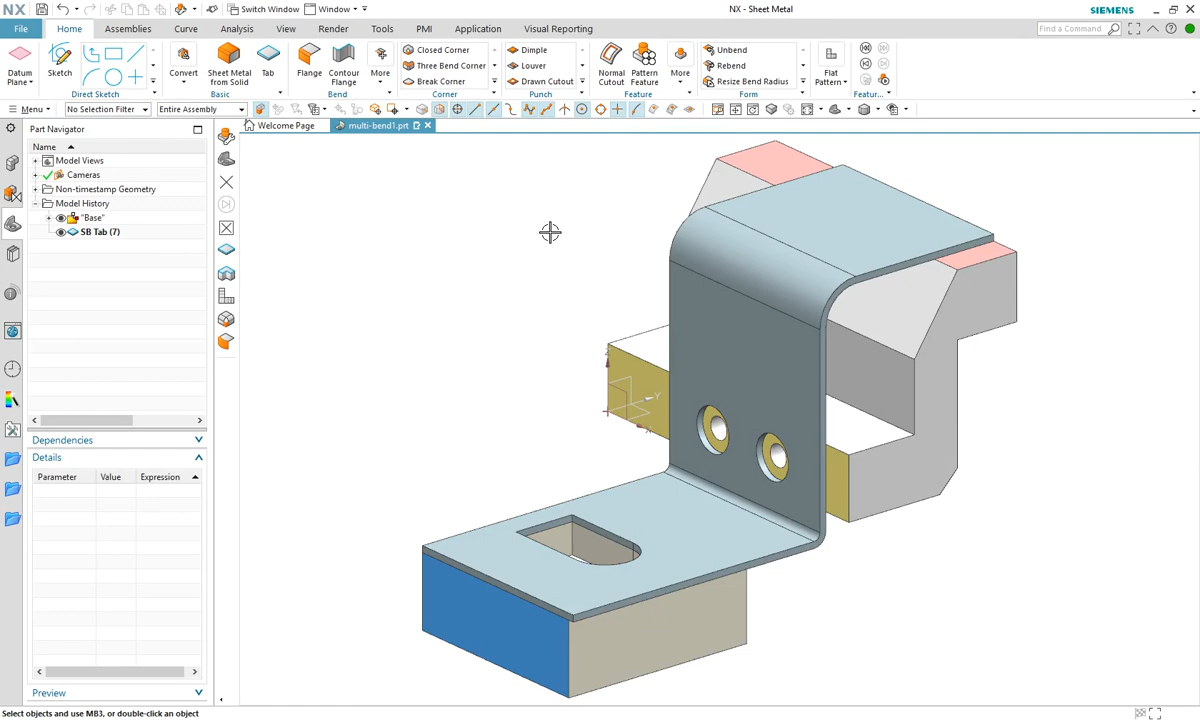 NX
Switch Window
Window
NX - Sheet Metal
SIEMENS
File
Home
Assemblies
Curve
Analysis
View
Render
Tools
PMI
Application
Visual Reporting
Find a Command
Datum Plane
Sketch
Direct Sketch
Convert
Sheet Metal from Solid
Tab
Basic
Flange
Contour Flange
More
Bend
Closed Corner
Three Bend Corner
Break Corner
Corner
Dimple
Louver
Drawn Cutout
Punch
Normal Cutout
Pattern Feature
More
Feature
Unbend
Rebend
Resize Bend Radius
Form
Flat Pattern
Featur...
Menu
No Selection Filter
Entire Assembly
Part Navigator
Welcome Page
multi-bend1.prt
Name
Model Views
Cameras
Non-timestamp Geometry
Model History
"Base"
SB Tab (7)
Dependencies
Details
Parameter
Value
Expression
Preview
Y
X
Select objects and use MB3, or double-click an object